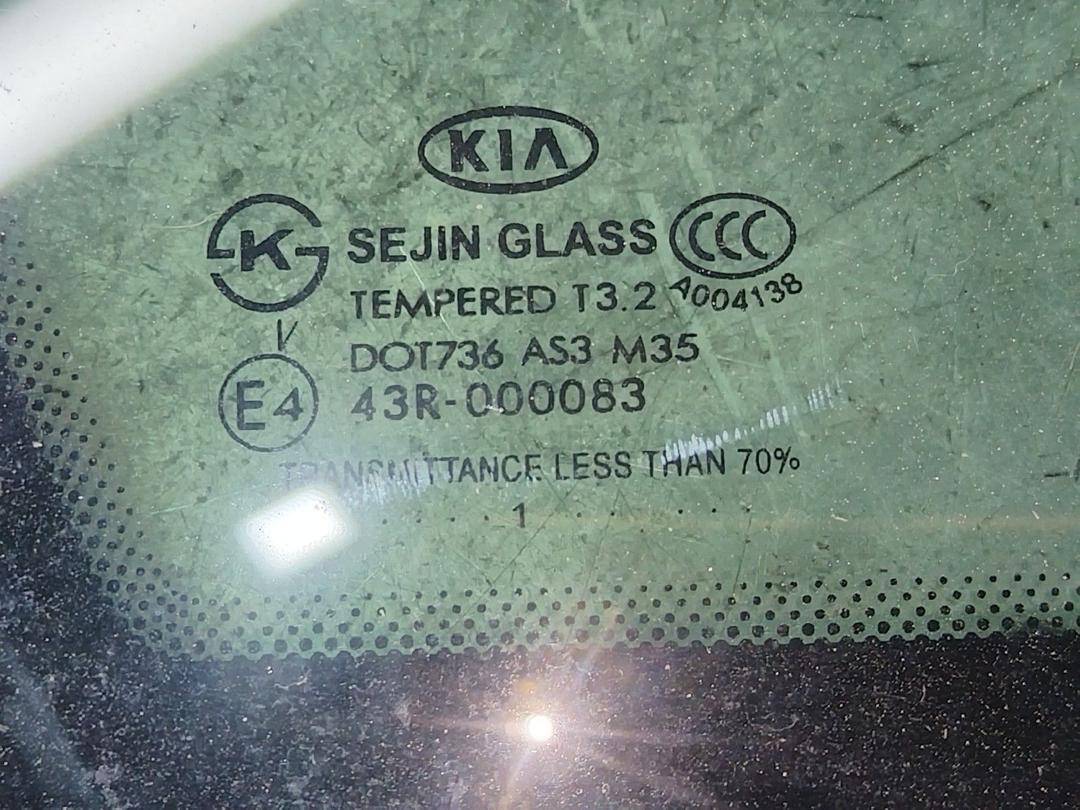 KIA
K SEJIN GLASS CCC
TEMPERED T3.2 A004138
V
DOT736 AS3 M35
E4 43R-000083
TRANSMITTANCE LESS THAN 70%
. . . . 1 . . . . . .